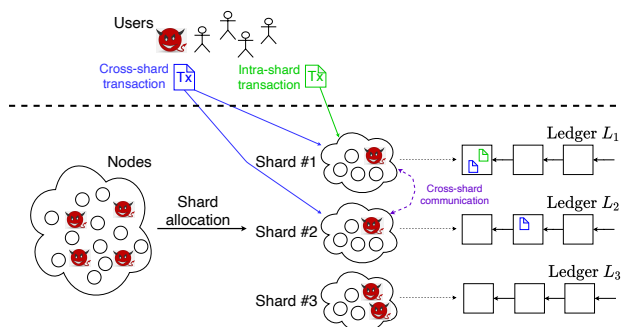 Users
Cross-shard
transaction
Tx
Intra-shard
transaction
Tx
Nodes
Shard
allocation
Shard #1
Shard #2
Shard #3
Cross-shard
communication
Ledger L1
Ledger L2
Ledger L3